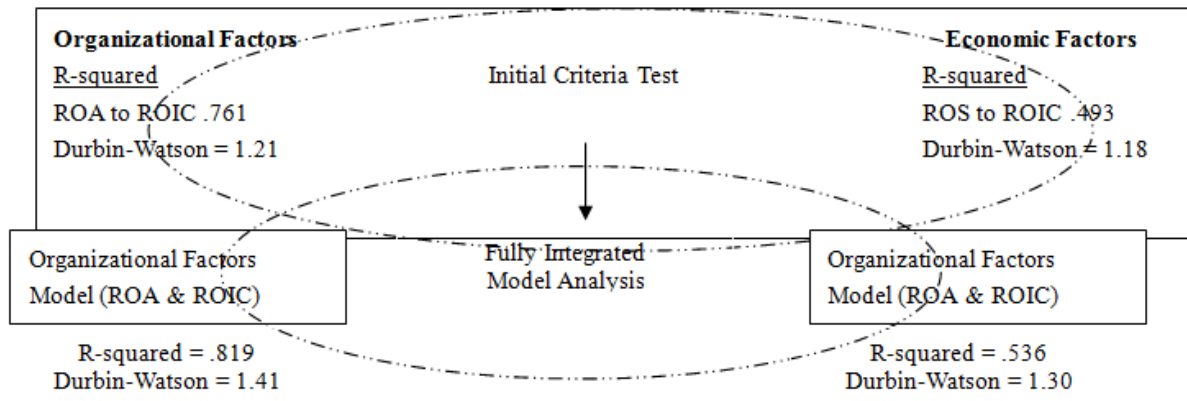 Organizational Factors
R-squared
ROA to ROIC .761
Durbin-Watson = 1.21
Initial Criteria Test
Economic Factors
R-squared
ROS to ROIC .493
Durbin-Watson = 1.18
Organizational Factors
Model (ROA & ROIC)
R-squared = .819
Durbin-Watson = 1.41
Fully Integrated
Model Analysis
Organizational Factors
Model (ROA & ROIC)
R-squared = .536
Durbin-Watson = 1.30